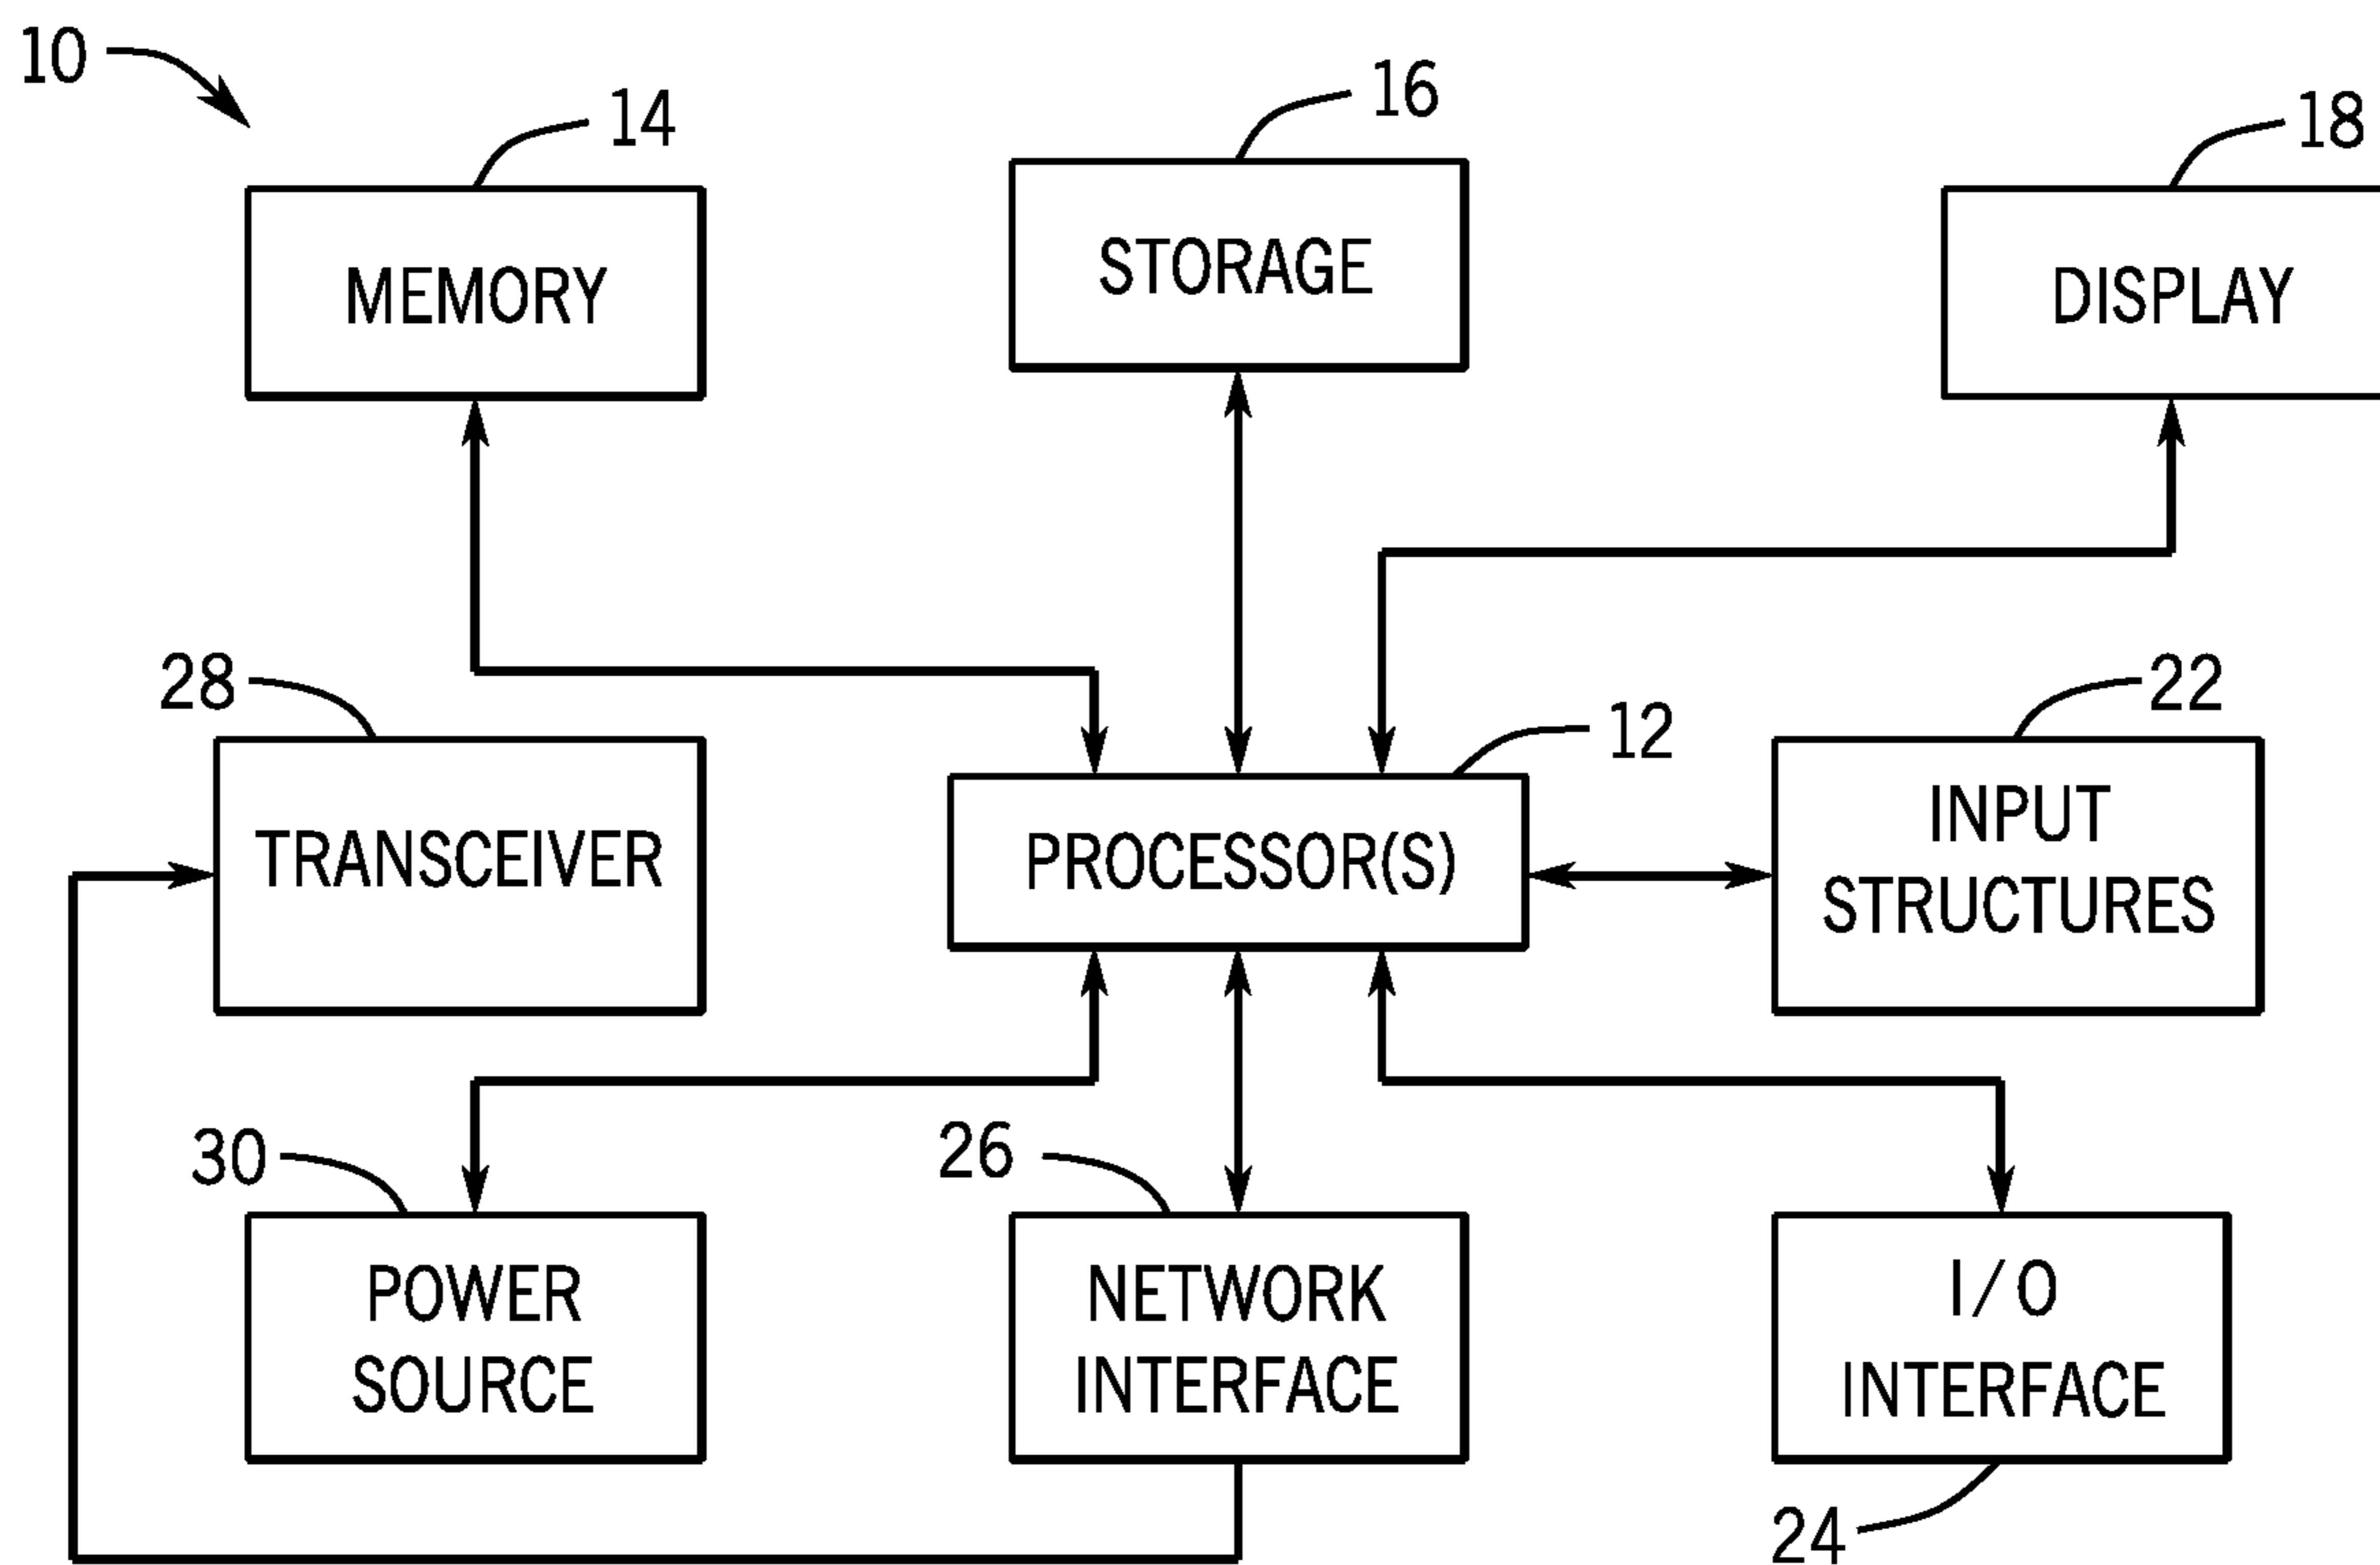 10
14
16
18
MEMORY
STORAGE
DISPLAY
28
12
22
TRANSCEIVER
PROCESSOR(S)
INPUT
STRUCTURES
30
26
POWER
SOURCE
NETWORK
INTERFACE
I/O
INTERFACE
24